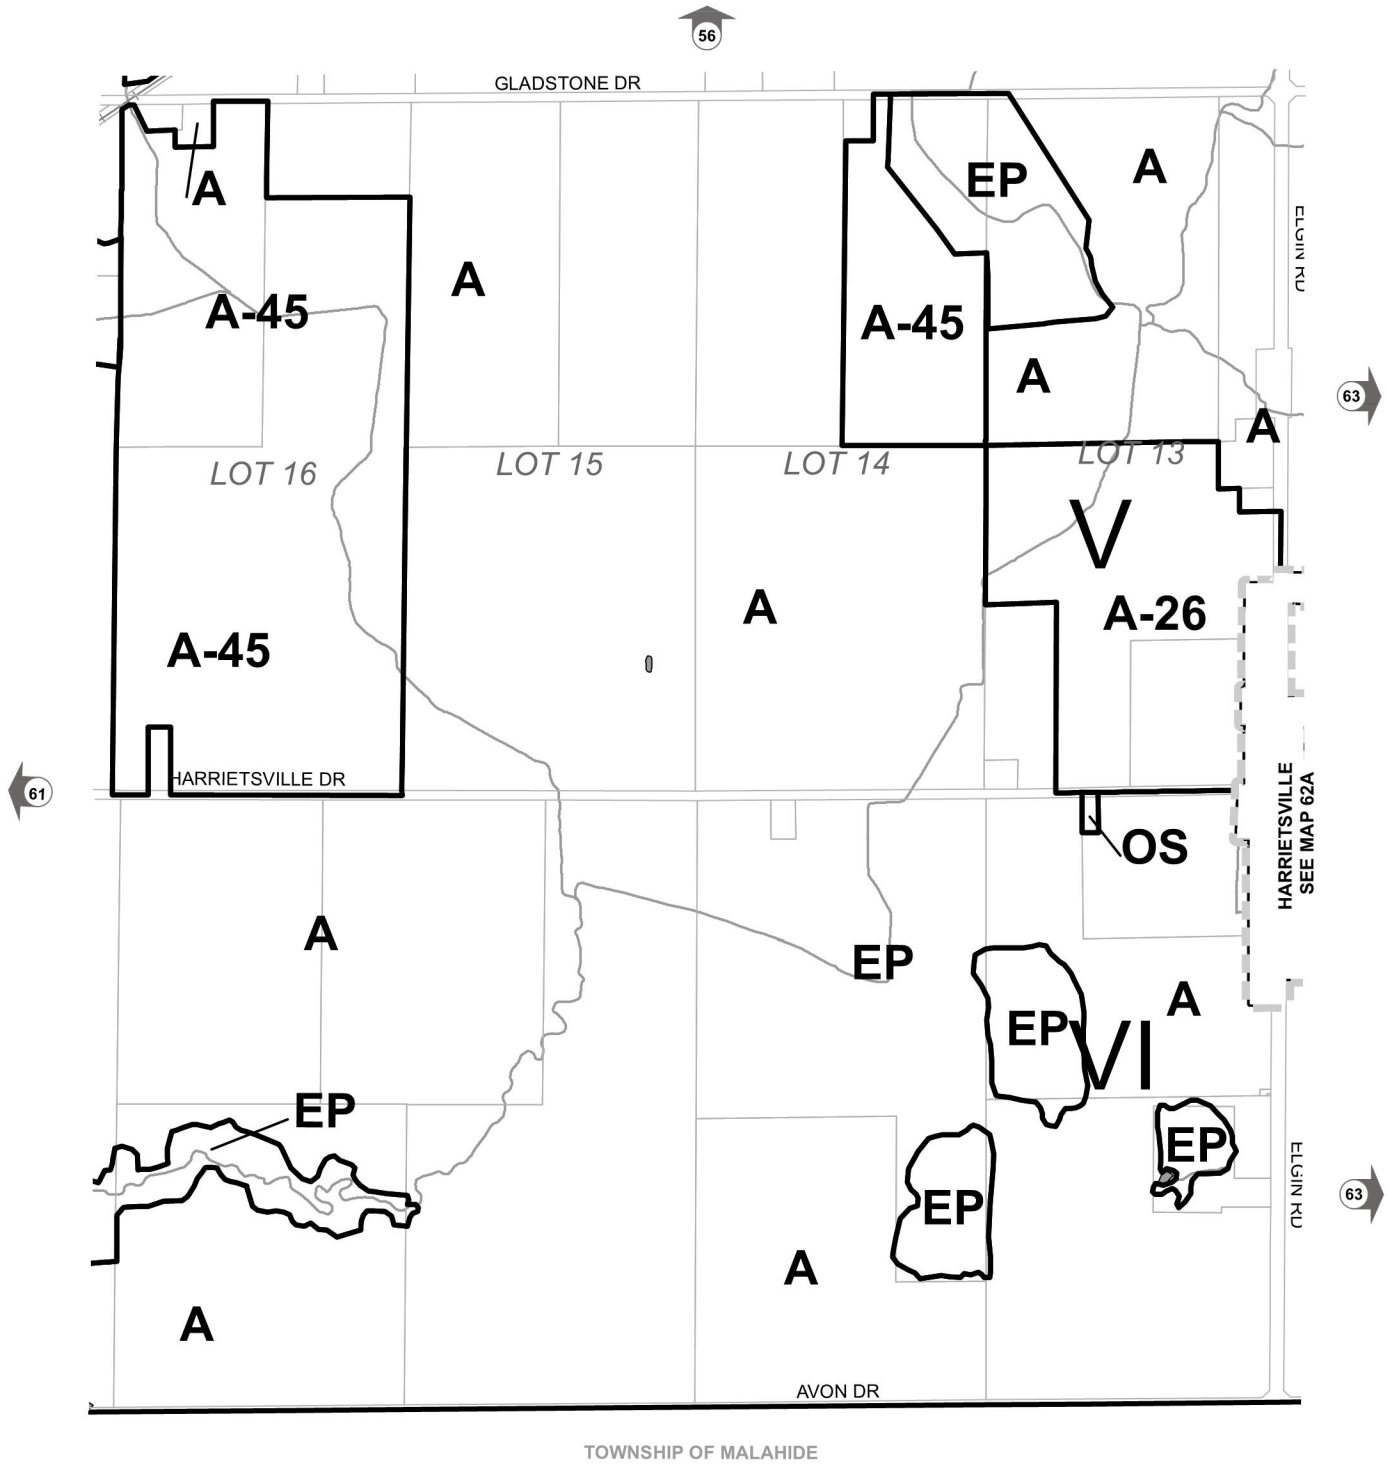 56
GLADSTONE DR
A
EP
A
ELGIN RD
A
A-45
A-45
A
63
A
LOT 16
LOT 15
LOT 14
LOT 13
V
A
A-26
A-45
61
HARRIETSVILLE DR
HARRIETSVILLE
SEE MAP 62A
OS
A
EP
A
EP
VI
EP
EP
ELGIN RD
63
EP
A
A
AVON DR
TOWNSHIP OF MALAHIDE